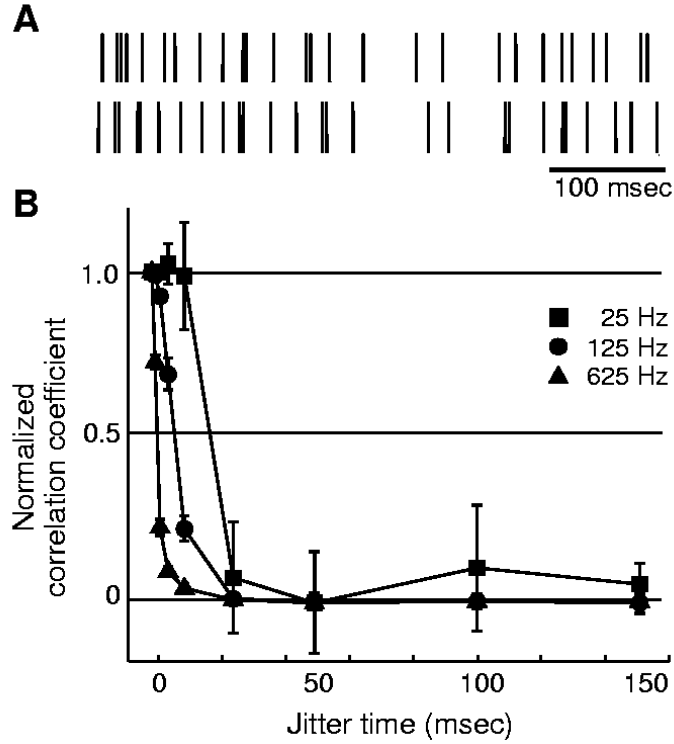 A
100 msec
B
1.0
25 Hz
125 Hz
625 Hz
0.5
0
Normalized
correlation coefficient
0 50 100 150
Jitter time (msec)